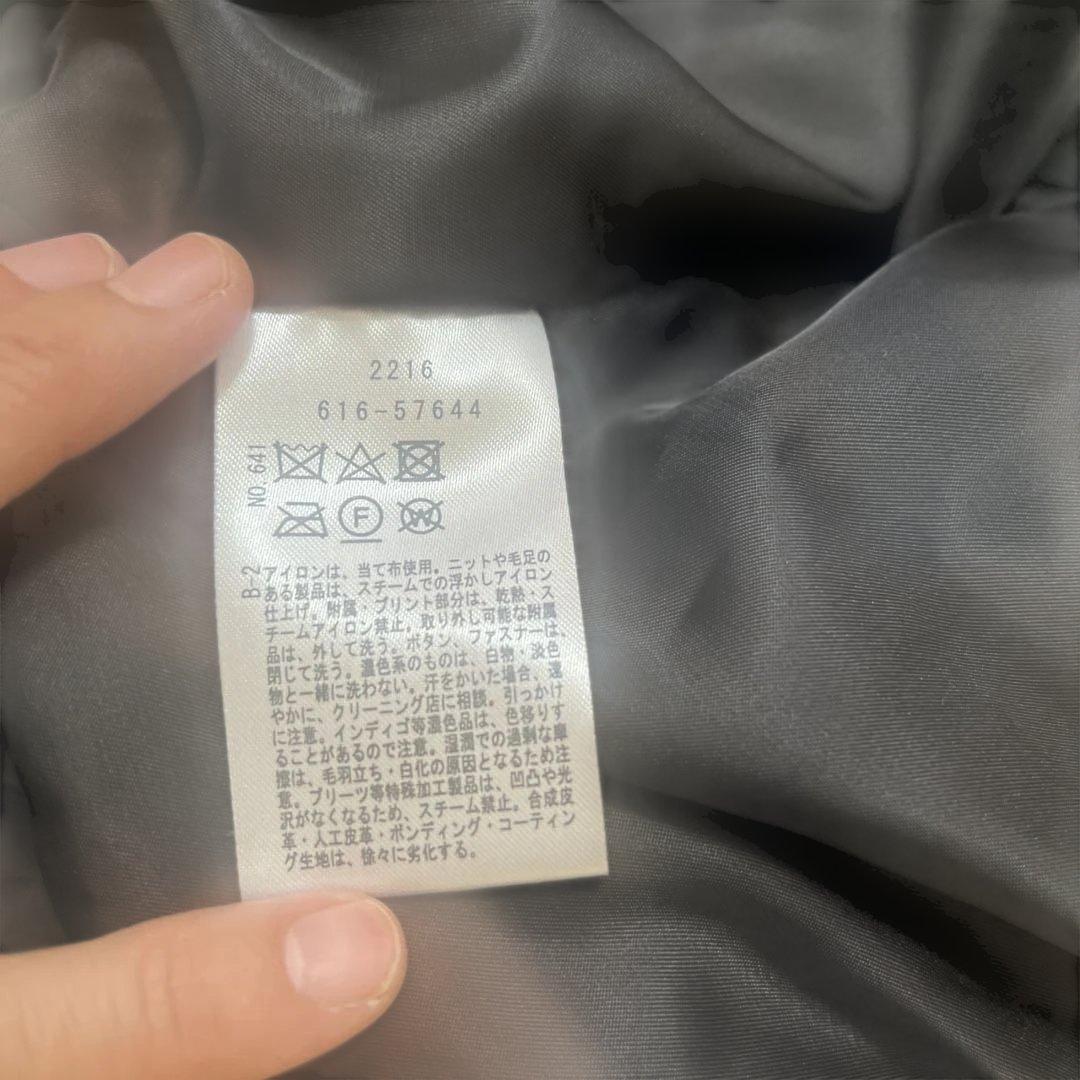 2216
616-57644
NO.641
F
W
B-2
アイロンは、当て布使用。ニットや毛足の
ある製品は、スチームでの浮かしアイロン
仕上げ。附属・プリント部分は、乾熱・ス
チームアイロン禁止。取り外し可能な附属
品は、外して洗う。ボタン、ファスナーは、
閉じて洗う。濃色系のものは、白物・淡色
物と一緒に洗わない。汗をかいた場合、速
やかに、クリーニング店に相談。引っかけ
に注意。インディゴ等濃色品は、色移りす
ることがあるので注意。湿潤での過剰な摩
擦は、毛羽立ち・白化の原因となるため注
意。プリーツ等特殊加工製品は、凹凸や光
沢がなくなるため、スチーム禁止。合成皮
革・人工皮革・ボンディング・コーティン
グ生地は、徐々に劣化する。